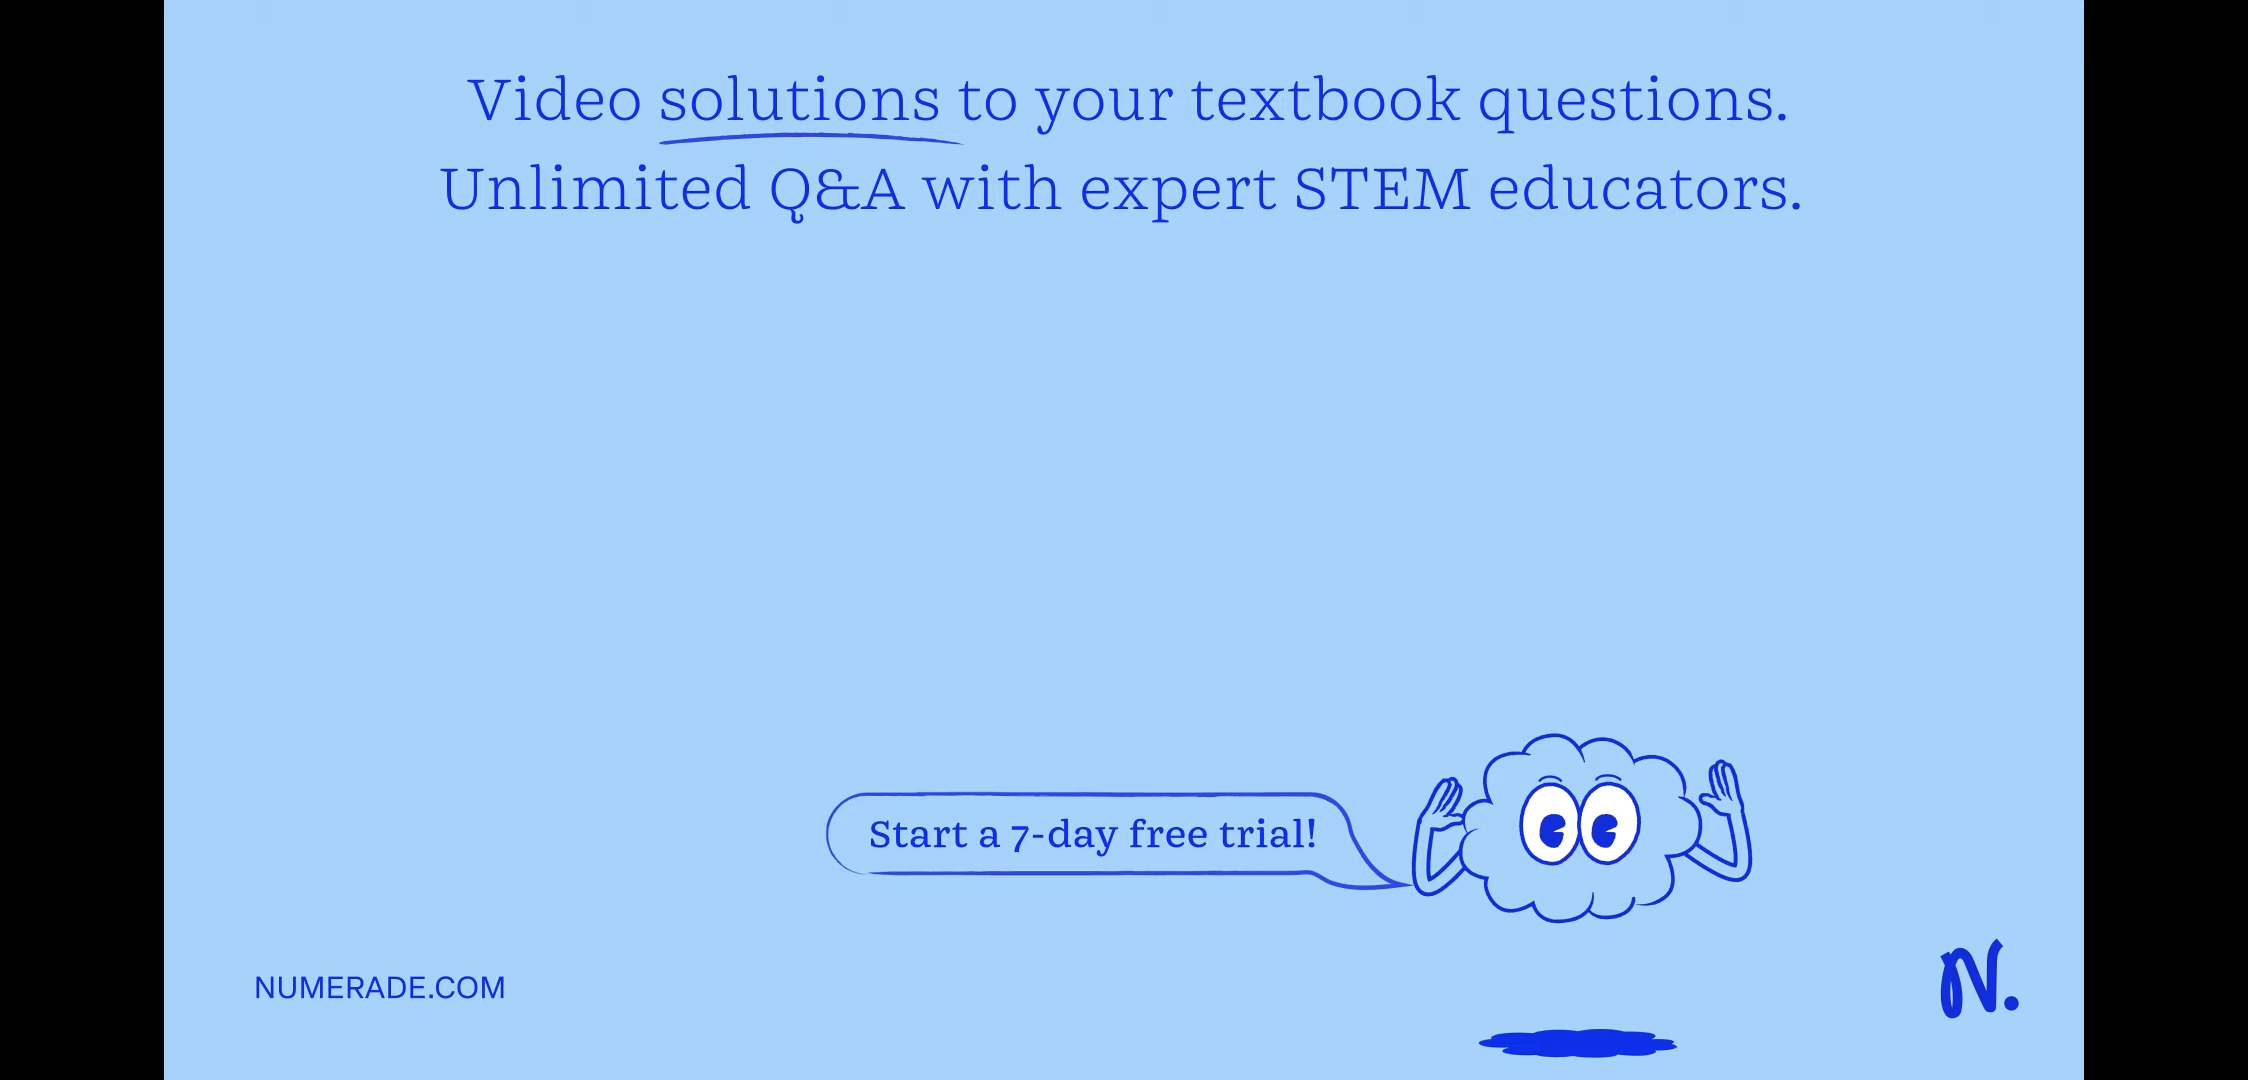 Video solutions to your textbook questions.
Unlimited Q&A with expert STEM educators.
Start a 7-day free trial!
NUMERADE.COM
N.